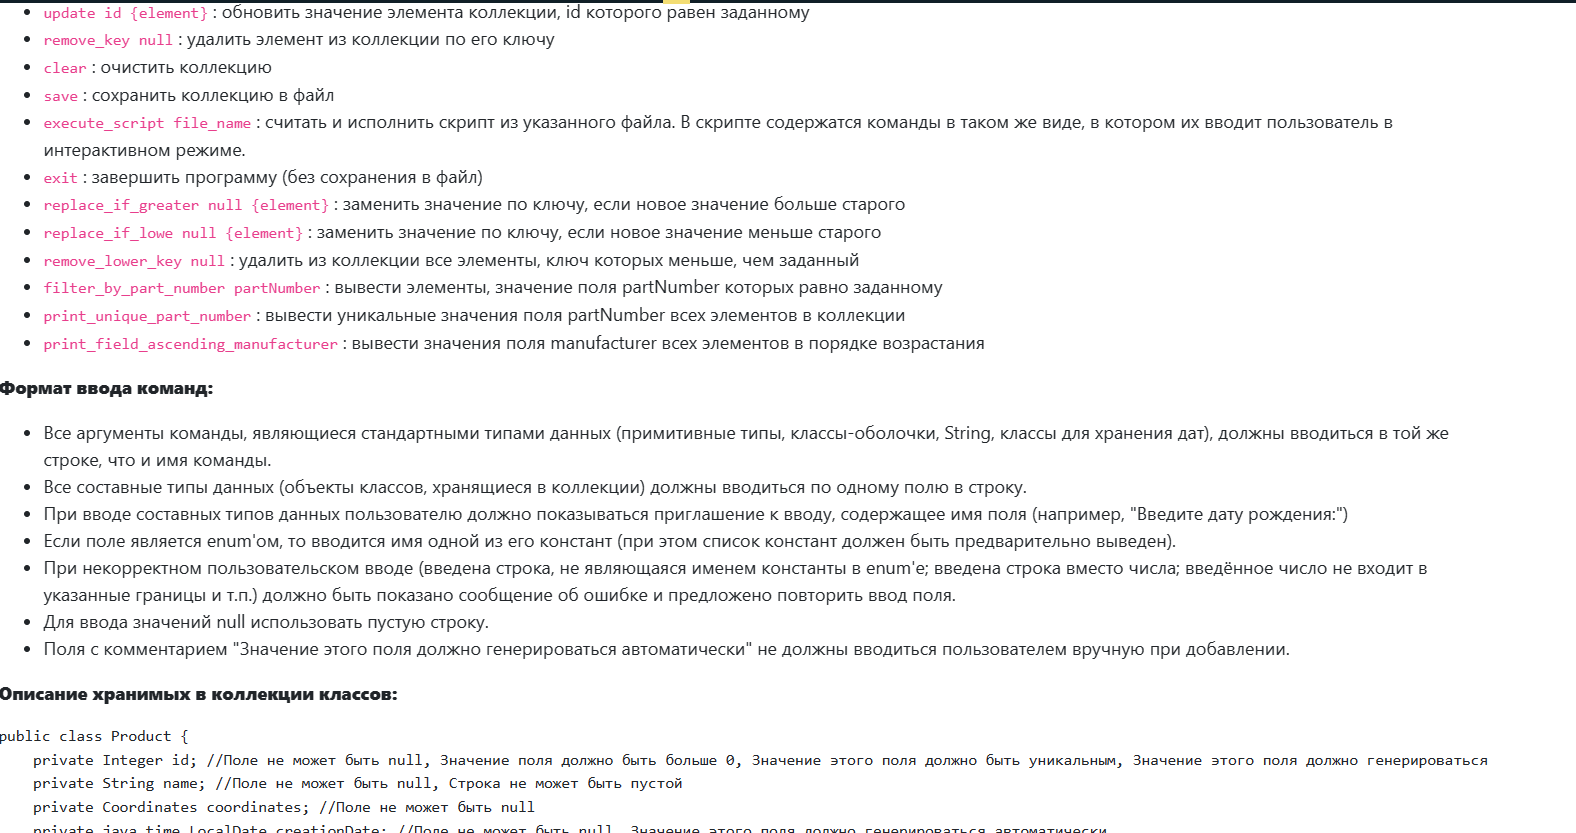 update id {element} : обновить значение элемента коллекции, id которого равен заданному
remove_key null : удалить элемент из коллекции по его ключу
clear : очистить коллекцию
save : сохранить коллекцию в файл
execute_script file_name : считать и исполнить скрипт из указанного файла. В скрипте содержатся команды в таком же виде, в котором их вводит пользователь в
интерактивном режиме.
exit : завершить программу (без сохранения в файл)
replace_if_greater null {element} : заменить значение по ключу, если новое значение больше старого
replace_if_lowe null {element} : заменить значение по ключу, если новое значение меньше старого
remove_lower_key null : удалить из коллекции все элементы, ключ которых меньше, чем заданный
filter_by_part_number partNumber : вывести элементы, значение поля partNumber которых равно заданному
print_unique_part_number : вывести уникальные значения поля partNumber всех элементов в коллекции
print_field_ascending_manufacturer : вывести значения поля manufacturer всех элементов в порядке возрастания
Формат ввода команд:
Все аргументы команды, являющиеся стандартными типами данных (примитивные типы, классы-оболочки, String, классы для хранения дат), должны вводиться в той же
строке, что и имя команды.
Все составные типы данных (объекты классов, хранящиеся в коллекции) должны вводиться по одному полю в строку.
При вводе составных типов данных пользователю должно показываться приглашение к вводу, содержащее имя поля (например, "Введите дату рождения:")
Если поле является enum'ом, то вводится имя одной из его констант (при этом список констант должен быть предварительно выведен).
При некорректном пользовательском вводе (введена строка, не являющаяся именем константы в enum'е; введена строка вместо числа; введённое число не входит в
указанные границы и т.п.) должно быть показано сообщение об ошибке и предложено повторить ввод поля.
Для ввода значений null использовать пустую строку.
Поля с комментарием "Значение этого поля должно генерироваться автоматически" не должны вводиться пользователем вручную при добавлении.
Описание хранимых в коллекции классов:
public class Product {
private Integer id; //Поле не может быть null, Значение поля должно быть больше 0, Значение этого поля должно быть уникальным, Значение этого поля должно генерироваться
private String name; //Поле не может быть null, Строка не может быть пустой
private Coordinates coordinates; //Поле не может быть null
private java.time.LocalDate creationDate; //Поле не может быть null, Значение этого поля должно генерироваться автоматически